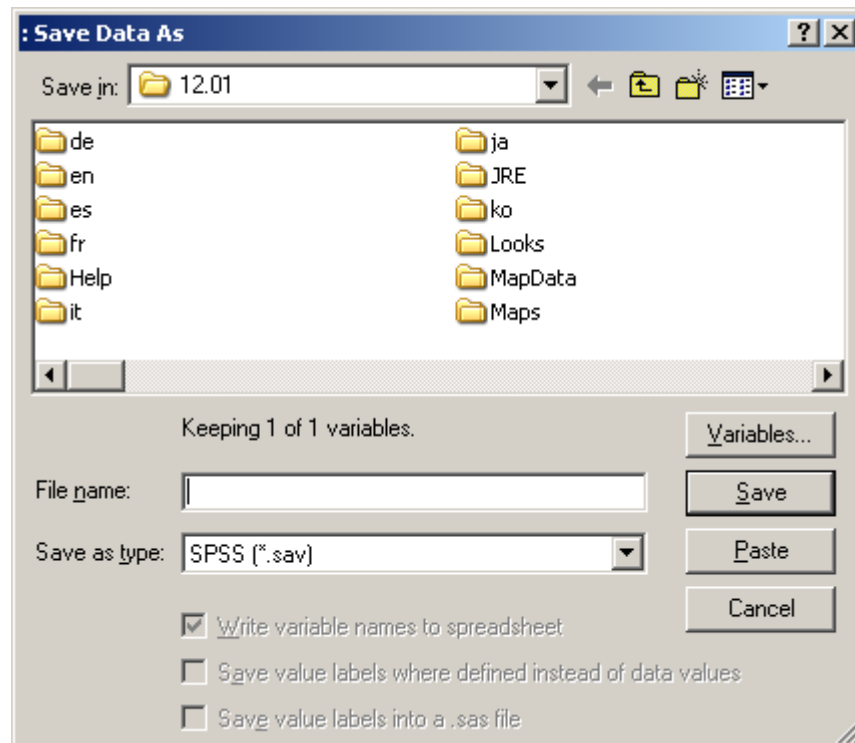 : Save Data As
Save in: 12.01
de
en
es
fr
Help
it
ja
JRE
ko
Looks
MapData
Maps
Keeping 1 of 1 variables.
Variables...
File name:
Save
Save as type: SPSS (*.sav)
Paste
Cancel
Write variable names to spreadsheet
Save value labels where defined instead of data values
Save value labels into a .sas file